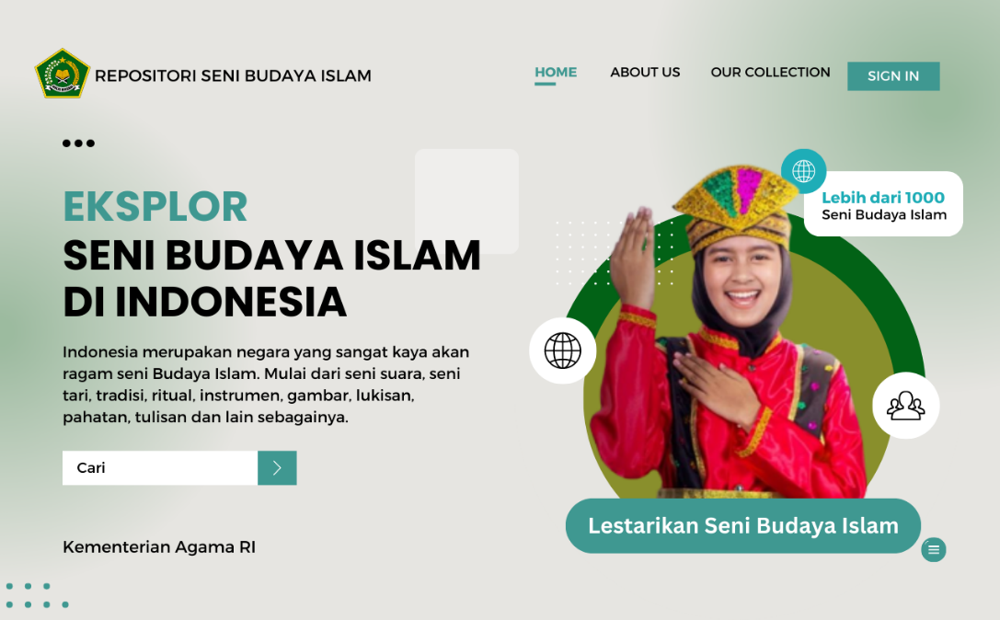 REPOSITORI SENI BUDAYA ISLAM
HOME
ABOUT US
OUR COLLECTION
SIGN IN
EKSPLOR
SENI BUDAYA ISLAM
DI INDONESIA
Indonesia merupakan negara yang sangat kaya akan
ragam seni Budaya Islam. Mulai dari seni suara, seni
tari, tradisi, ritual, instrumen, gambar, lukisan,
pahatan, tulisan dan lain sebagainya.
Cari
Kementerian Agama RI
Lebih dari 1000
Seni Budaya Islam
Lestarikan Seni Budaya Islam